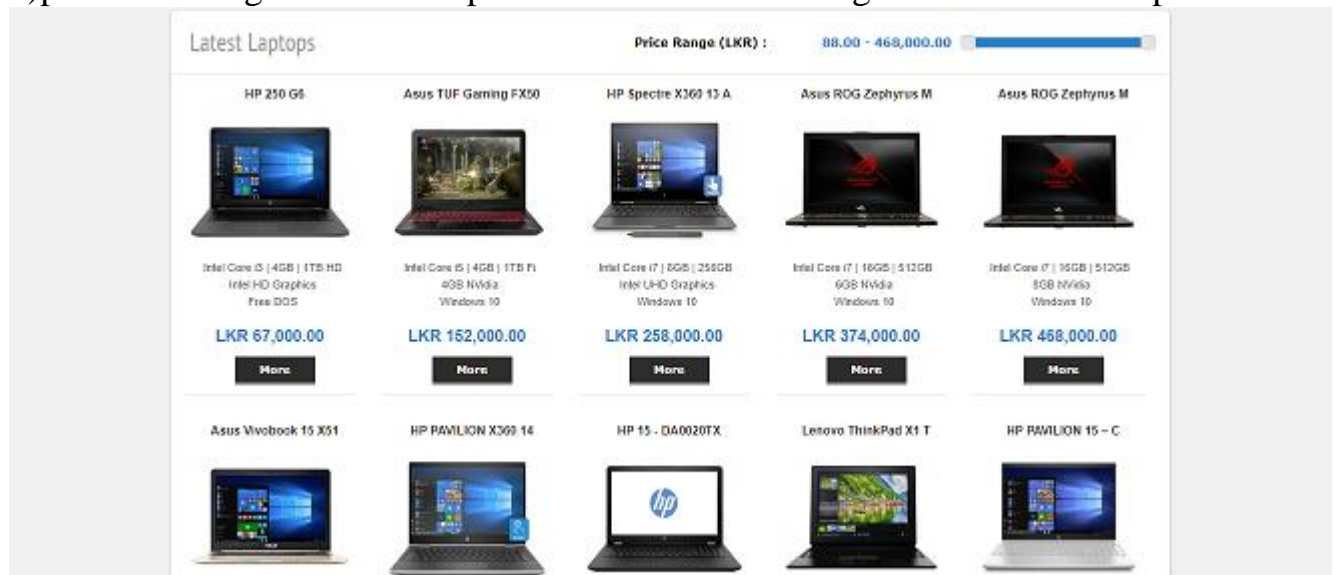 Latest Laptops
Price Range (LKR) : 88.00 - 468,000.00
HP 250 G6 Asus TUF Gaming FX50 HP Spectre X360 13 A Asus ROG Zephyrus M Asus ROG Zephyrus M
Intel Core i3 | 4GB | 1TB HD Intel Core i5 | 4GB | 1TB Fi Intel Core i7 | 8GB | 256GB Intel Core i7 | 16GB | 512GB Intel Core i7 | 16GB | 512GB
Intel HD Graphics 4GB NVidia Intel UHD Graphics 6GB NVidia 8GB NVidia
Free DOS Windows 10 Windows 10 Windows 10 Windows 10
LKR 67,000.00 LKR 152,000.00 LKR 258,000.00 LKR 374,000.00 LKR 468,000.00
More More More More More
Asus Vivobook 15 X51 HP PAVILION X360 14 HP 15 - DA0020TX Lenovo ThinkPad X1 T HP PAVILION 15 – C
hp